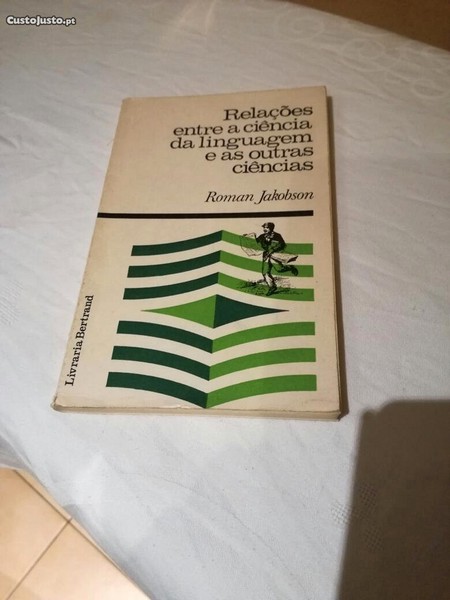 CustoJusto.pt
Relações
entre a ciência
da linguagem
e as outras
ciências
Roman Jakobson
Livraria Bertrand